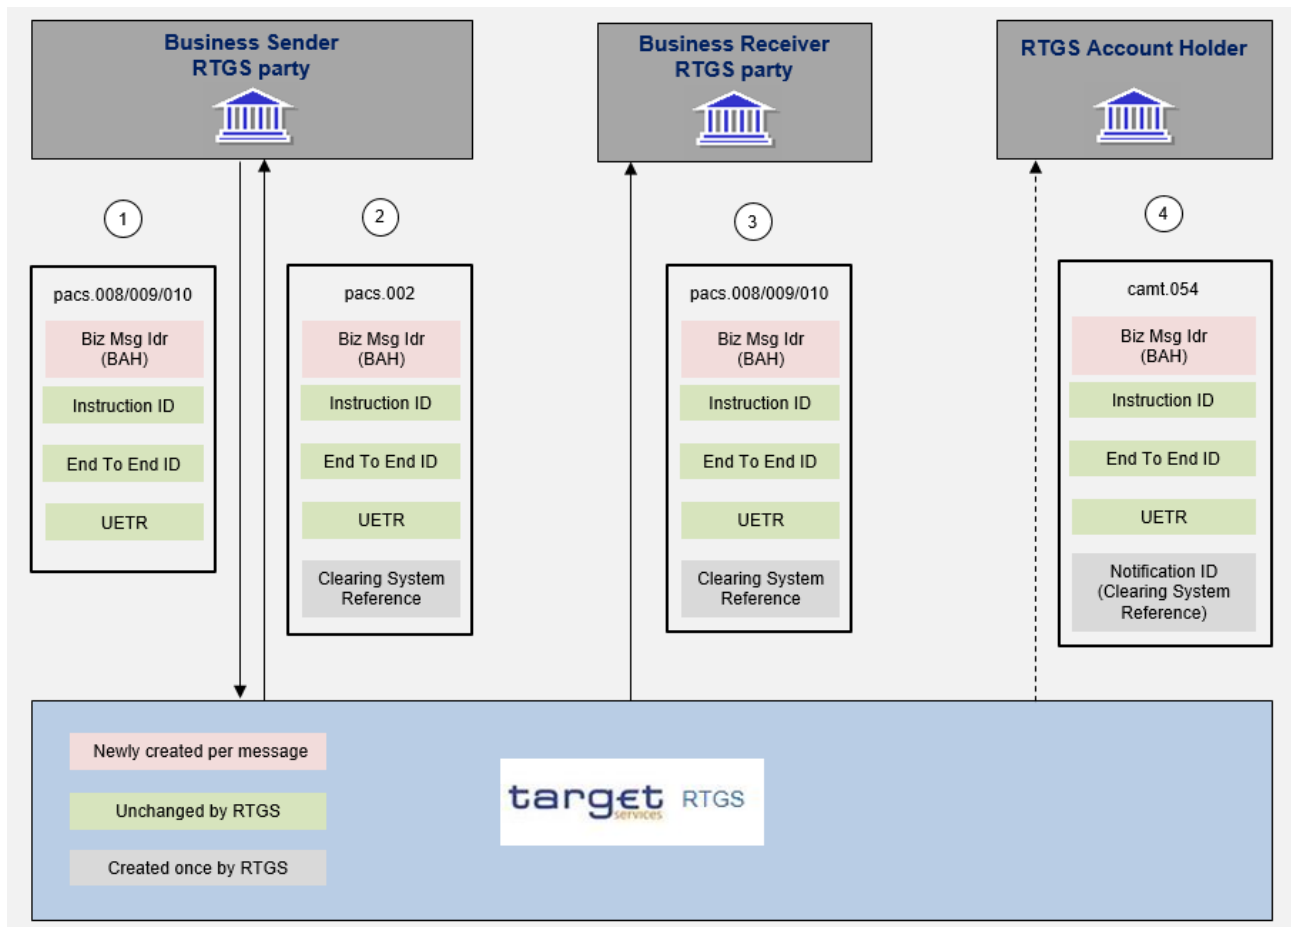 Business Sender
RTGS party
Business Receiver
RTGS party
RTGS Account Holder
1
2
3
4
pacs.008/009/010
Biz Msg Idr
(BAH)
Instruction ID
End To End ID
UETR
pacs.002
Biz Msg Idr
(BAH)
Instruction ID
End To End ID
UETR
Clearing System
Reference
pacs.008/009/010
Biz Msg Idr
(BAH)
Instruction ID
End To End ID
UETR
Clearing System
Reference
camt.054
Biz Msg Idr
(BAH)
Instruction ID
End To End ID
UETR
Notification ID
(Clearing System
Reference)
Newly created per message
Unchanged by RTGS
Created once by RTGS
target RTGS
services